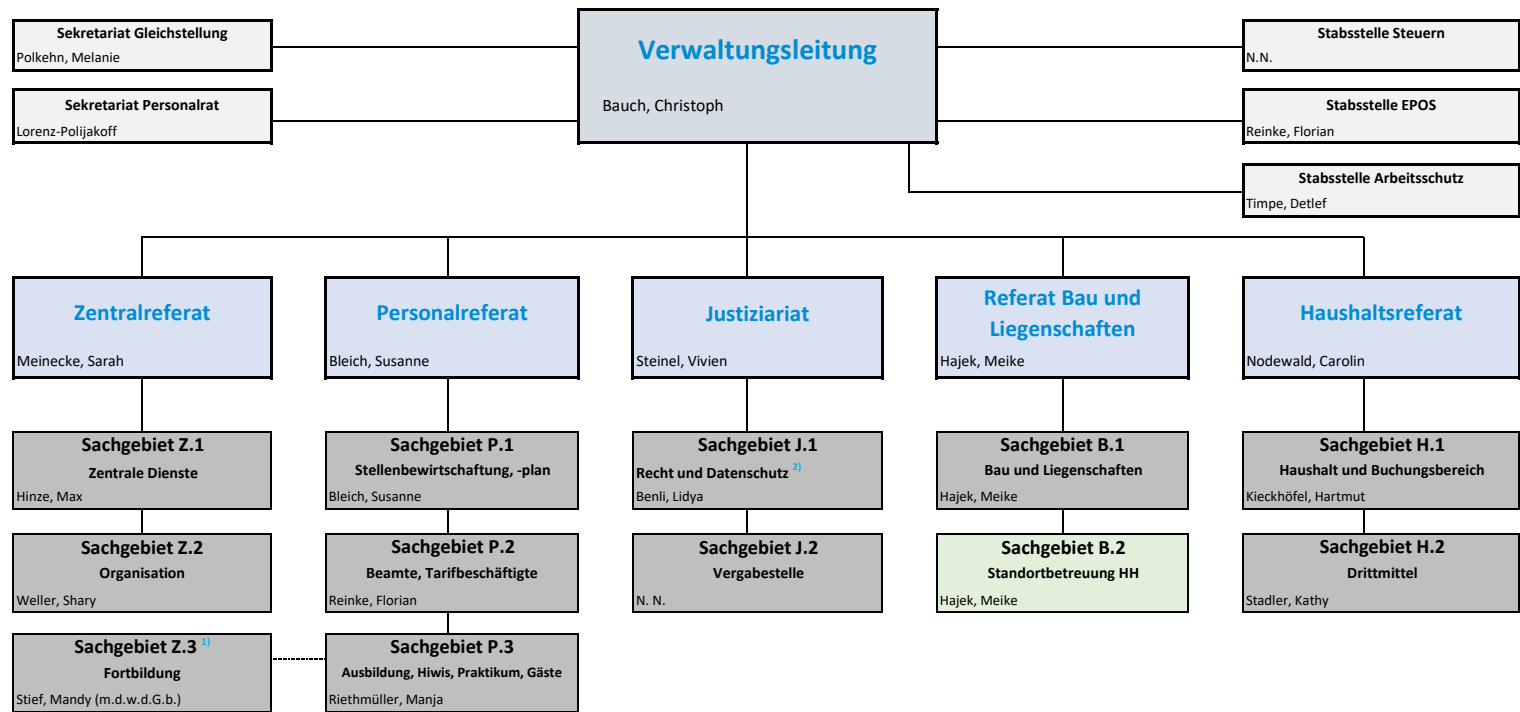 Sekretariat Gleichstellung
Polkehn, Melanie
Sekretariat Personalrat
Lorenz-Polijakoff
Verwaltungsleitung
Bauch, Christoph
Stabsstelle Steuern
N.N.
Stabsstelle EPOS
Reinke, Florian
Stabsstelle Arbeitsschutz
Timpe, Detlef
Zentralreferat
Meinecke, Sarah
Personalreferat
Bleich, Susanne
Justiziariat
Steinel, Vivien
Referat Bau und
Liegenschaften
Hajek, Meike
Haushaltsreferat
Nodewald, Carolin
Sachgebiet Z.1
Zentrale Dienste
Hinze, Max
Sachgebiet P.1
Stellenbewirtschaftung, -plan
Bleich, Susanne
Sachgebiet J.1
Recht und Datenschutz 2)
Benli, Lidya
Sachgebiet B.1
Bau und Liegenschaften
Hajek, Meike
Sachgebiet H.1
Haushalt und Buchungsbereich
Kieckhöfel, Hartmut
Sachgebiet Z.2
Organisation
Weller, Shary
Sachgebiet P.2
Beamte, Tarifbeschäftigte
Reinke, Florian
Sachgebiet J.2
Vergabestelle
N. N.
Sachgebiet B.2
Standortbetreuung HH
Hajek, Meike
Sachgebiet H.2
Drittmittel
Stadler, Kathy
Sachgebiet Z.3 1)
Fortbildung
Stief, Mandy (m.d.w.d.G.b.)
Sachgebiet P.3
Ausbildung, Hiwis, Praktikum, Gäste
Riethmüller, Manja